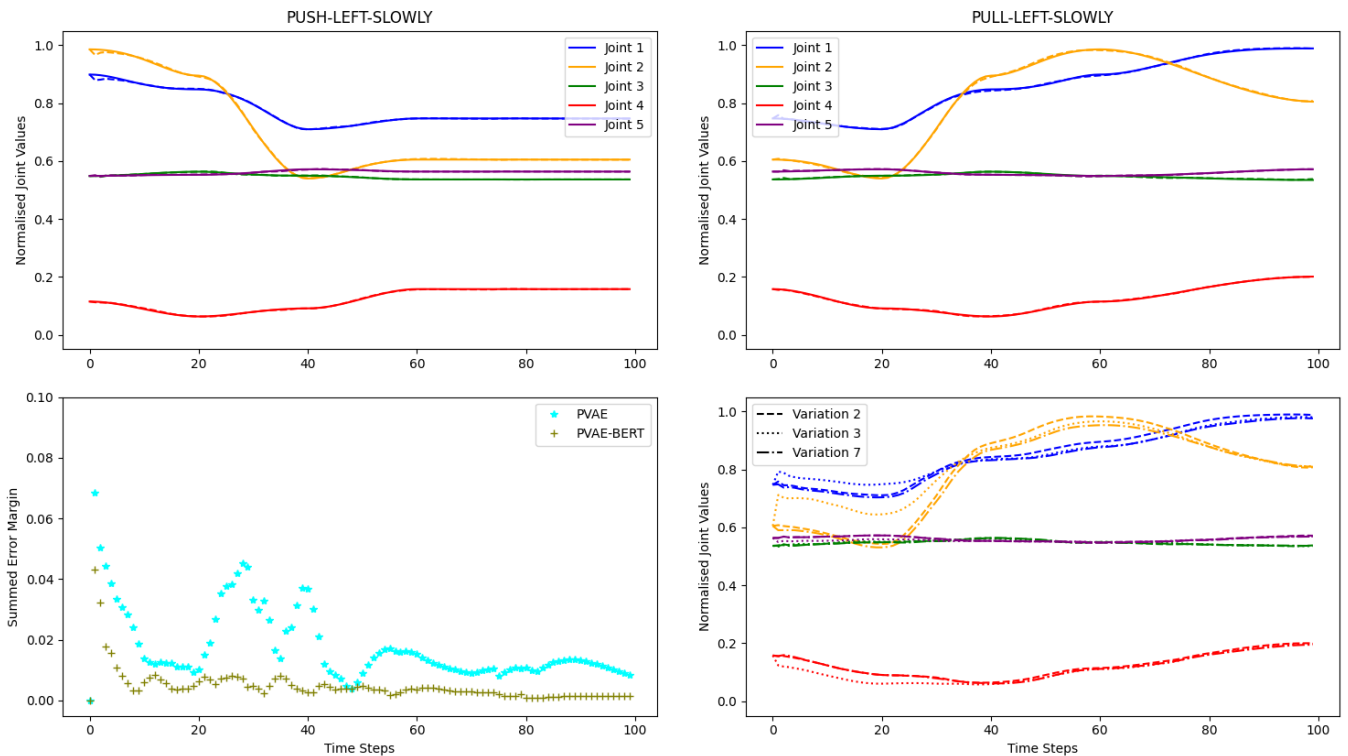 PUSH-LEFT-SLOWLY
Normalised Joint Values
1.0
0.8
0.6
0.4
0.2
0.0
Joint 1
Joint 2
Joint 3
Joint 4
Joint 5
0 20 40 60 80 100
PULL-LEFT-SLOWLY
Normalised Joint Values
1.0
0.8
0.6
0.4
0.2
0.0
Joint 1
Joint 2
Joint 3
Joint 4
Joint 5
0 20 40 60 80 100
Summed Error Margin
0.10
0.08
0.06
0.04
0.02
0.00
PVAE
PVAE-BERT
0 20 40 60 80 100
Time Steps
Normalised Joint Values
1.0
0.8
0.6
0.4
0.2
0.0
Variation 2
Variation 3
Variation 7
0 20 40 60 80 100
Time Steps